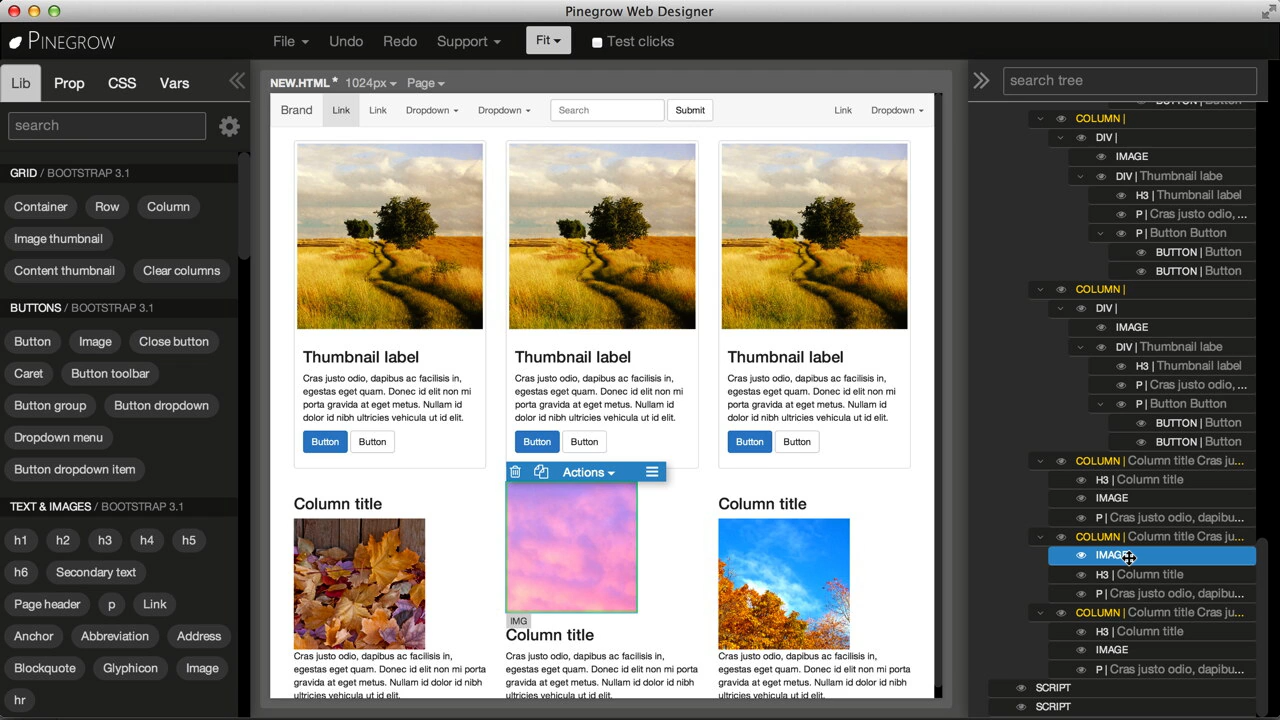 Pinegrow Web Designer
PINEGROW File Undo Redo Support Fit Test clicks
Lib Prop CSS Vars
search
GRID / BOOTSTRAP 3.1
Container Row Column
Image thumbnail
Content thumbnail Clear columns
BUTTONS / BOOTSTRAP 3.1
Button Image Close button
Caret Button toolbar
Button group Button dropdown
Dropdown menu
Button dropdown item
TEXT & IMAGES / BOOTSTRAP 3.1
h1 h2 h3 h4 h5
h6 Secondary text
Page header p Link
Anchor Abbreviation Address
Blockquote Glyphicon Image
hr
NEW.HTML * 1024px Page
Brand Link Link Dropdown Dropdown Search Submit Link Dropdown
Thumbnail label
Cras justo odio, dapibus ac facilisis in,
egestas eget quam. Donec id elit non mi
porta gravida at eget metus. Nullam id
dolor id nibh ultricies vehicula ut id elit.
Button Button
Thumbnail label
Cras justo odio, dapibus ac facilisis in,
egestas eget quam. Donec id elit non mi
porta gravida at eget metus. Nullam id
dolor id nibh ultricies vehicula ut id elit.
Button Button
Thumbnail label
Cras justo odio, dapibus ac facilisis in,
egestas eget quam. Donec id elit non mi
porta gravida at eget metus. Nullam id
dolor id nibh ultricies vehicula ut id elit.
Button Button
Column title
Cras justo odio, dapibus ac facilisis in,
egestas eget quam. Donec id elit non mi porta
gravida at eget metus. Nullam id dolor id nibh
ultricies vehicula ut id elit.
Actions
IMG
Column title
Cras justo odio, dapibus ac facilisis in,
egestas eget quam. Donec id elit non mi porta
gravida at eget metus. Nullam id dolor id nibh
ultricies vehicula ut id elit.
Column title
Cras justo odio, dapibus ac facilisis in,
egestas eget quam. Donec id elit non mi porta
gravida at eget metus. Nullam id dolor id nibh
ultricies vehicula ut id elit.
search tree
BUTTON | Button
COLUMN |
DIV |
IMAGE
DIV | Thumbnail labe
H3 | Thumbnail label
P | Cras justo odio, ...
P | Button Button
BUTTON | Button
BUTTON | Button
COLUMN |
DIV |
IMAGE
DIV | Thumbnail labe
H3 | Thumbnail label
P | Cras justo odio, ...
P | Button Button
BUTTON | Button
BUTTON | Button
COLUMN | Column title Cras ju...
H3 | Column title
IMAGE
P | Cras justo odio, dapibu...
COLUMN | Column title Cras ju...
IMAGE
H3 | Column title
P | Cras justo odio, dapibu...
COLUMN | Column title Cras ju...
H3 | Column title
IMAGE
P | Cras justo odio, dapibu...
SCRIPT
SCRIPT